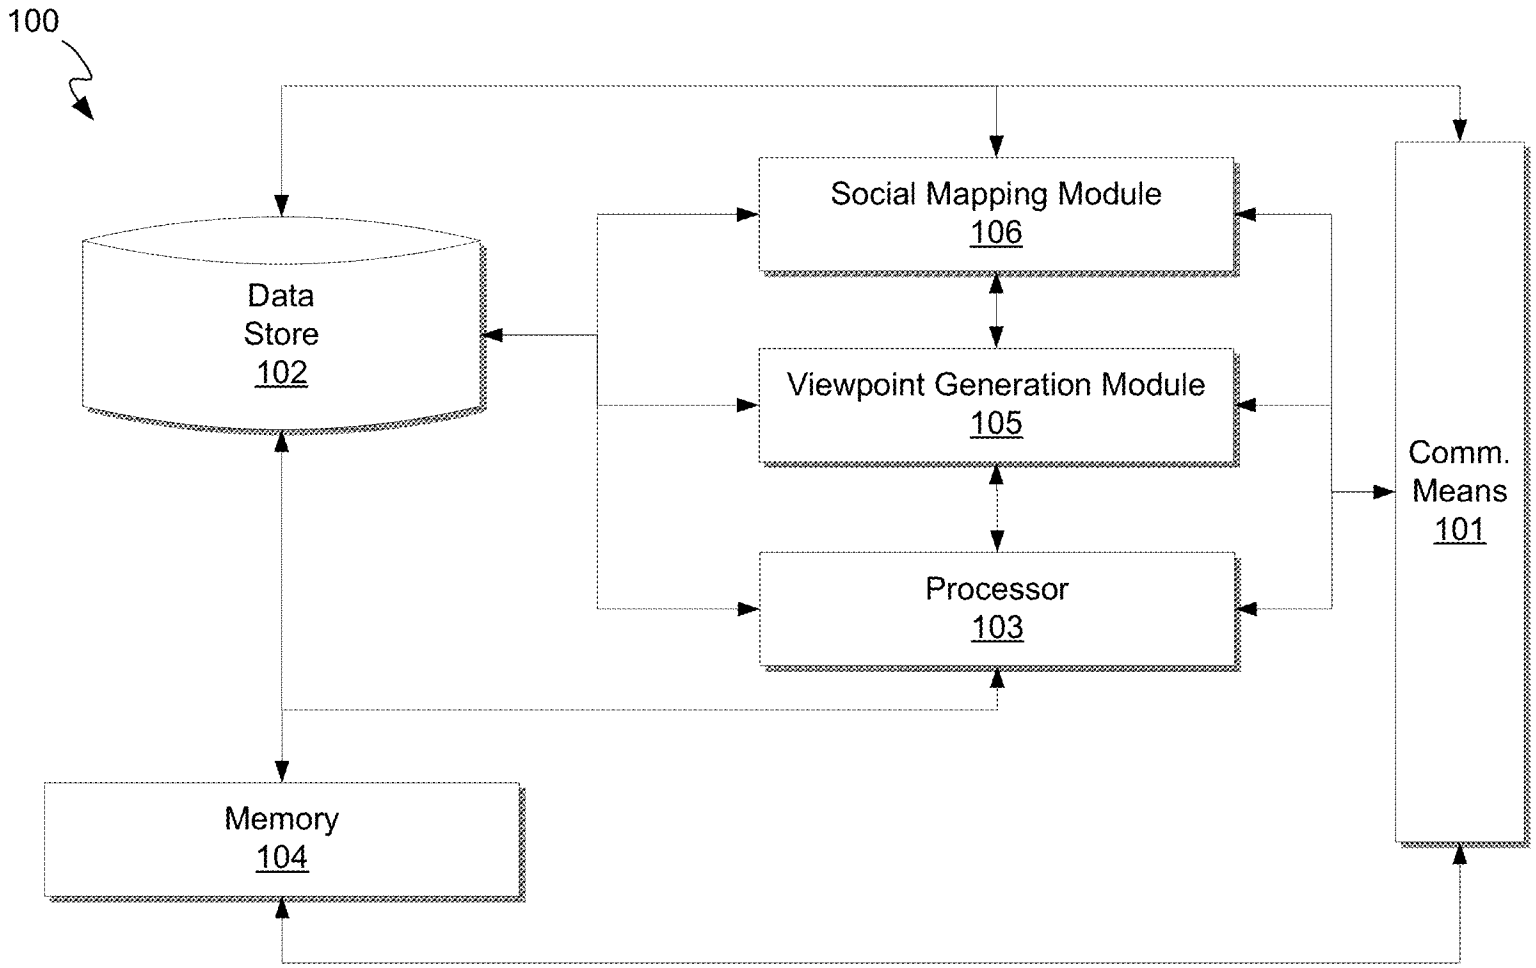 100
Social Mapping Module
106
Data
Store
102
Viewpoint Generation Module
105
Comm.
Means
101
Processor
103
Memory
104